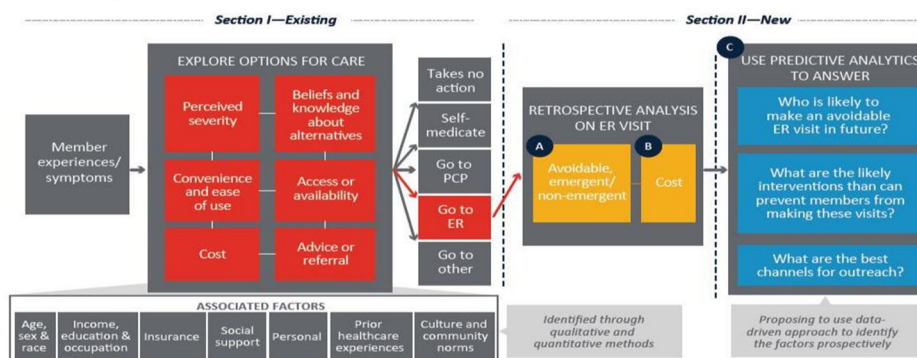 Section I—Existing
Section II—New
Member
experiences/
symptoms
EXPLORE OPTIONS FOR CARE
Perceived
severity
Beliefs and
knowledge
about
alternatives
Convenience
and ease
of use
Access or
availability
Cost
Advice or
referral
Takes no
action
Self-
medicate
Go to
PCP
Go to
ER
Go to
other
ASSOCIATED FACTORS
Age,
sex &
race
Income,
education &
occupation
Insurance
Social
support
Personal
Prior
healthcare
experiences
Culture and
community
norms
Identified through
qualitative and
quantitative methods
RETROSPECTIVE ANALYSIS
ON ER VISIT
A
Avoidable,
emergent/
non-emergent
B
Cost
C
USE PREDICTIVE ANALYTICS
TO ANSWER
Who is likely to
make an avoidable
ER visit in future?
What are the likely
interventions than can
prevent members from
making these visits?
What are the best
channels for outreach?
Proposing to use data-
driven approach to identify
the factors prospectively